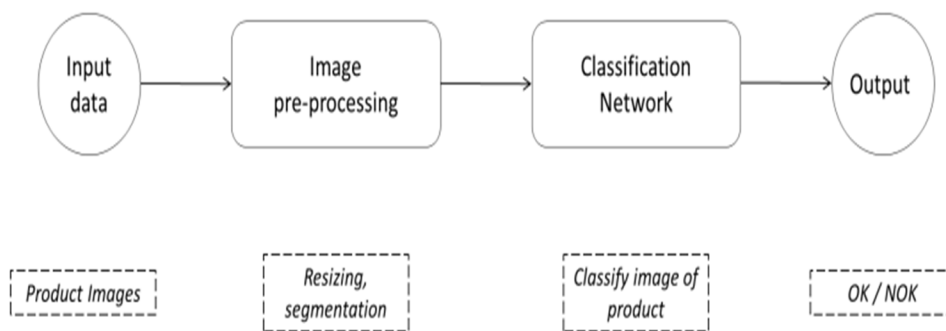 Input
data
Image
pre-processing
Classification
Network
Output
Product Images
Resizing,
segmentation
Classify image of
product
OK / NOK